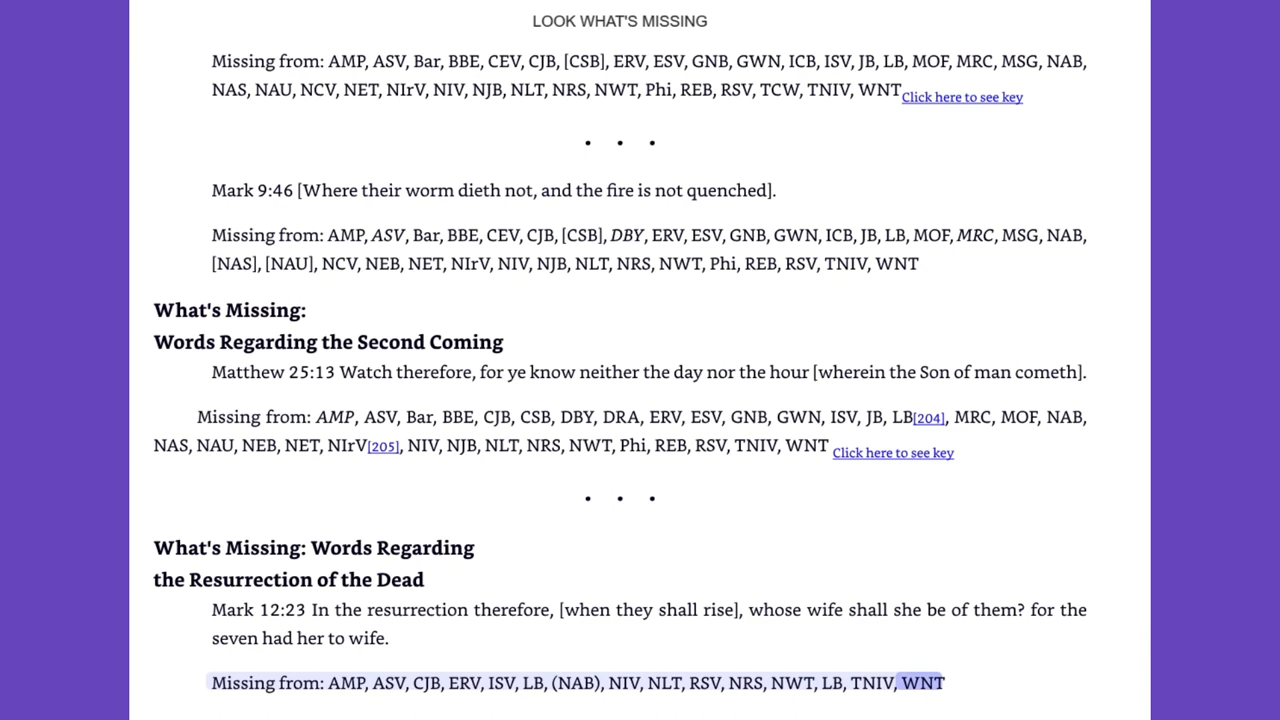 LOOK WHAT'S MISSING
Missing from: AMP, ASV, Bar, BBE, CEV, CJB, [CSB], ERV, ESV, GNB, GWN, ICB, ISV, JB, LB, MOF, MRC, MSG, NAB,
NAS, NAU, NCV, NET, NIrV, NIV, NJB, NLT, NRS, NWT, Phi, REB, RSV, TCW, TNIV, WNT Click here to see key
• • •
Mark 9:46 [Where their worm dieth not, and the fire is not quenched].
Missing from: AMP, ASV, Bar, BBE, CEV, CJB, [CSB], DBY, ERV, ESV, GNB, GWN, ICB, JB, LB, MOF, MRC, MSG, NAB,
[NAS], [NAU], NCV, NEB, NET, NIrV, NIV, NJB, NLT, NRS, NWT, Phi, REB, RSV, TNIV, WNT
What's Missing:
Words Regarding the Second Coming
Matthew 25:13 Watch therefore, for ye know neither the day nor the hour [wherein the Son of man cometh].
Missing from: AMP, ASV, Bar, BBE, CJB, CSB, DBY, DRA, ERV, ESV, GNB, GWN, ISV, JB, LB[204], MRC, MOF, NAB,
NAS, NAU, NEB, NET, NIrV[205], NIV, NJB, NLT, NRS, NWT, Phi, REB, RSV, TNIV, WNT Click here to see key
• • •
What's Missing: Words Regarding
the Resurrection of the Dead
Mark 12:23 In the resurrection therefore, [when they shall rise], whose wife shall she be of them? for the
seven had her to wife.
Missing from: AMP, ASV, CJB, ERV, ISV, LB, (NAB), NIV, NLT, RSV, NRS, NWT, LB, TNIV, WNT